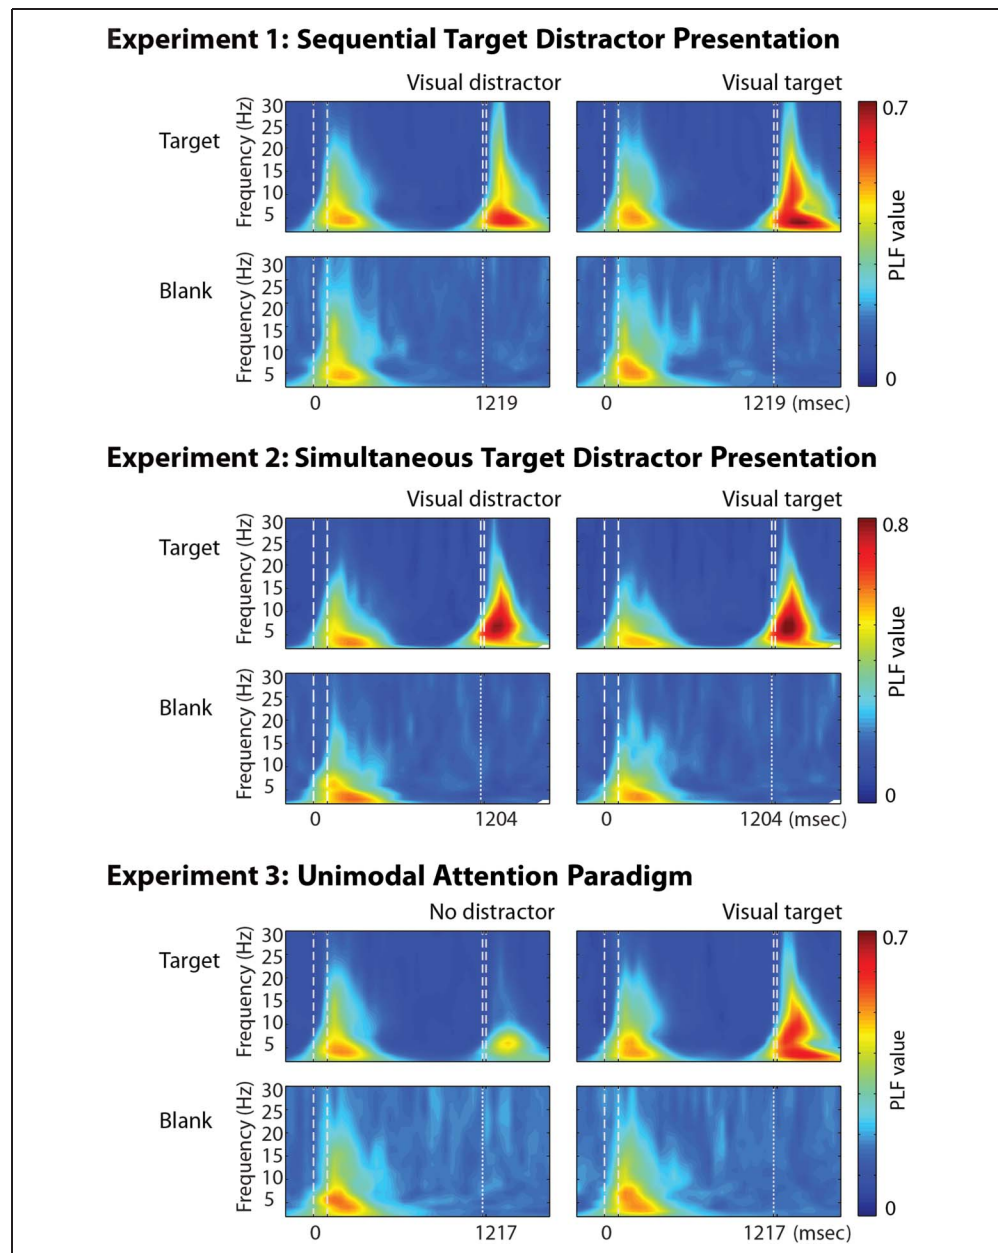 Experiment 1: Sequential Target Distractor Presentation
Visual distractor
Visual target
Target
Frequency (Hz)
30
25
20
15
10
5
0.7
PLF value
0
Blank
Frequency (Hz)
30
25
20
15
10
5
0
1219
0
1219 (msec)
Experiment 2: Simultaneous Target Distractor Presentation
Visual distractor
Visual target
Target
Frequency (Hz)
30
25
20
15
10
5
0.8
PLF value
0
Blank
Frequency (Hz)
30
25
20
15
10
5
0
1204
0
1204 (msec)
Experiment 3: Unimodal Attention Paradigm
No distractor
Visual target
Target
Frequency (Hz)
30
25
20
15
10
5
0.7
PLF value
0
Blank
Frequency (Hz)
30
25
20
15
10
5
0
1217
0
1217 (msec)